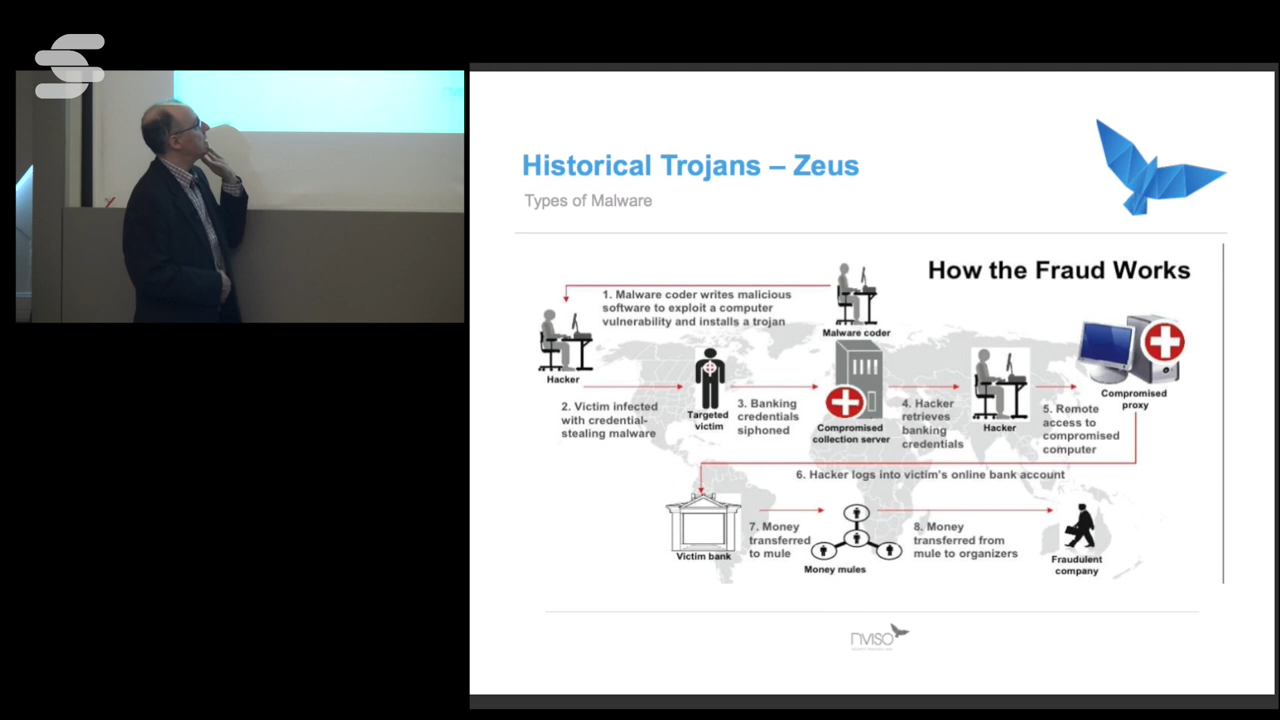 Historical Trojans – Zeus
Types of Malware
How the Fraud Works
1. Malware coder writes malicious
software to exploit a computer
vulnerability and installs a trojan
Malware coder
Hacker
2. Victim infected
with credential-
stealing malware
Targeted
victim
3. Banking
credentials
siphoned
Compromised
collection server
4. Hacker
retrieves
banking
credentials
Hacker
5. Remote
access to
compromised
computer
Compromised
proxy
6. Hacker logs into victim's online bank account
Victim bank
7. Money
transferred
to mule
Money mules
8. Money
transferred from
mule to organizers
Fraudulent
company
NVISO